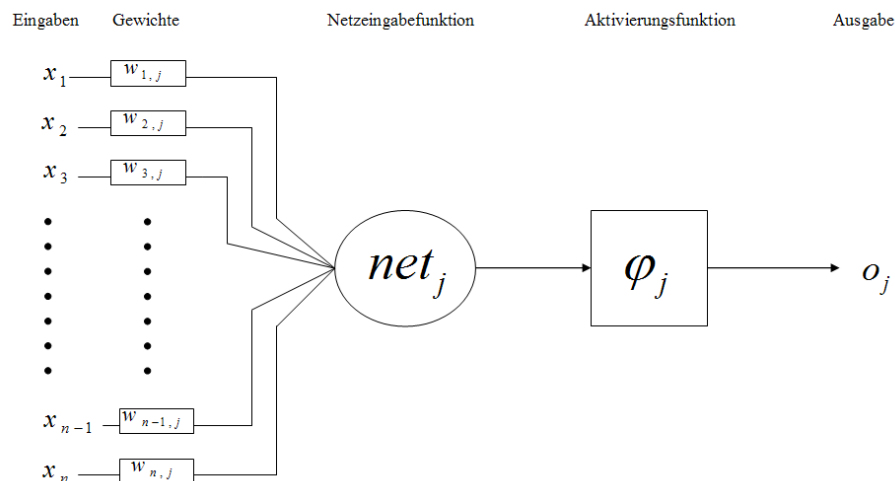 Eingaben Gewichte Netzeingabefunktion Aktivierungsfunktion Ausgabe
x₁ w₁,ⱼ
x₂ w₂,ⱼ
x₃ w₃,ⱼ
netⱼ φⱼ oⱼ
xₙ₋₁ wₙ₋₁,ⱼ
xₙ wₙ,ⱼ